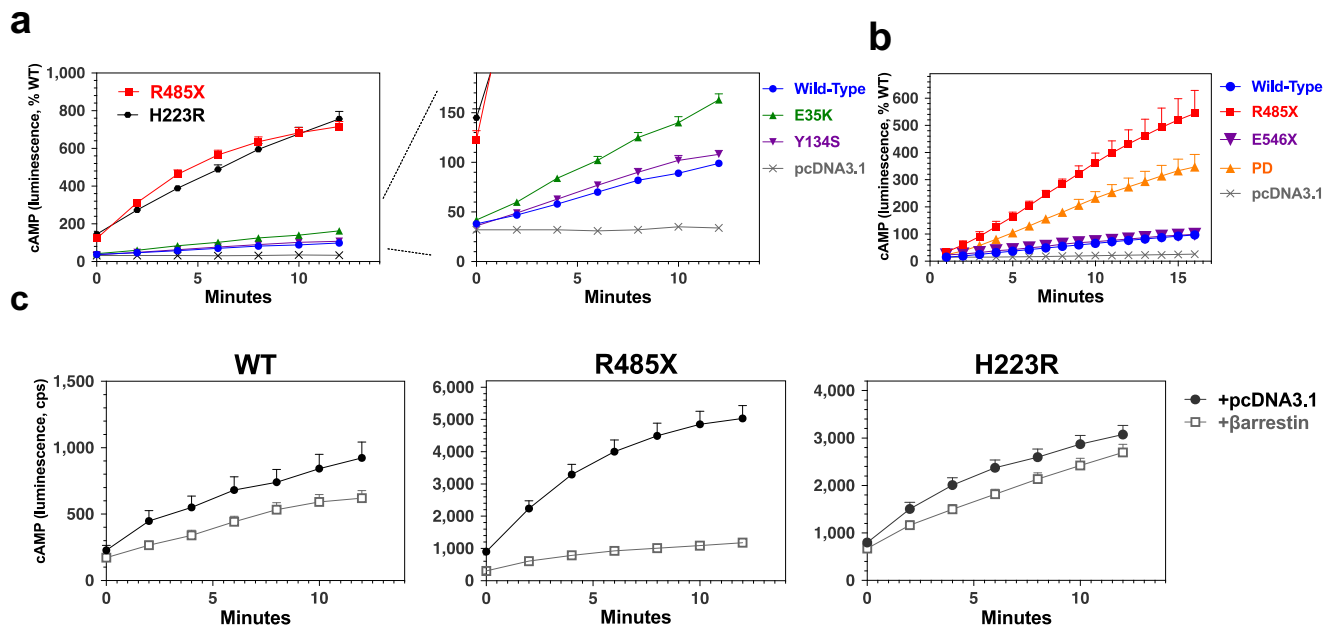 a
cAMP (luminescence, % WT)
1,000
800
600
400
200
0
R485X
H223R
0
5
10
Minutes
150
100
50
0
0
5
10
Minutes
Wild-Type
E35K
Y134S
pcDNA3.1
b
cAMP (luminescence, % WT)
600
500
400
300
200
100
0
0
5
10
15
Minutes
Wild-Type
R485X
E546X
PD
pcDNA3.1
c
WT
cAMP (luminescence, cps)
1,500
1,000
500
0
0
5
10
Minutes
R485X
6,000
5,000
4,000
3,000
2,000
1,000
0
0
5
10
Minutes
H223R
4,000
3,000
2,000
1,000
0
0
5
10
Minutes
+pcDNA3.1
+βarrestin